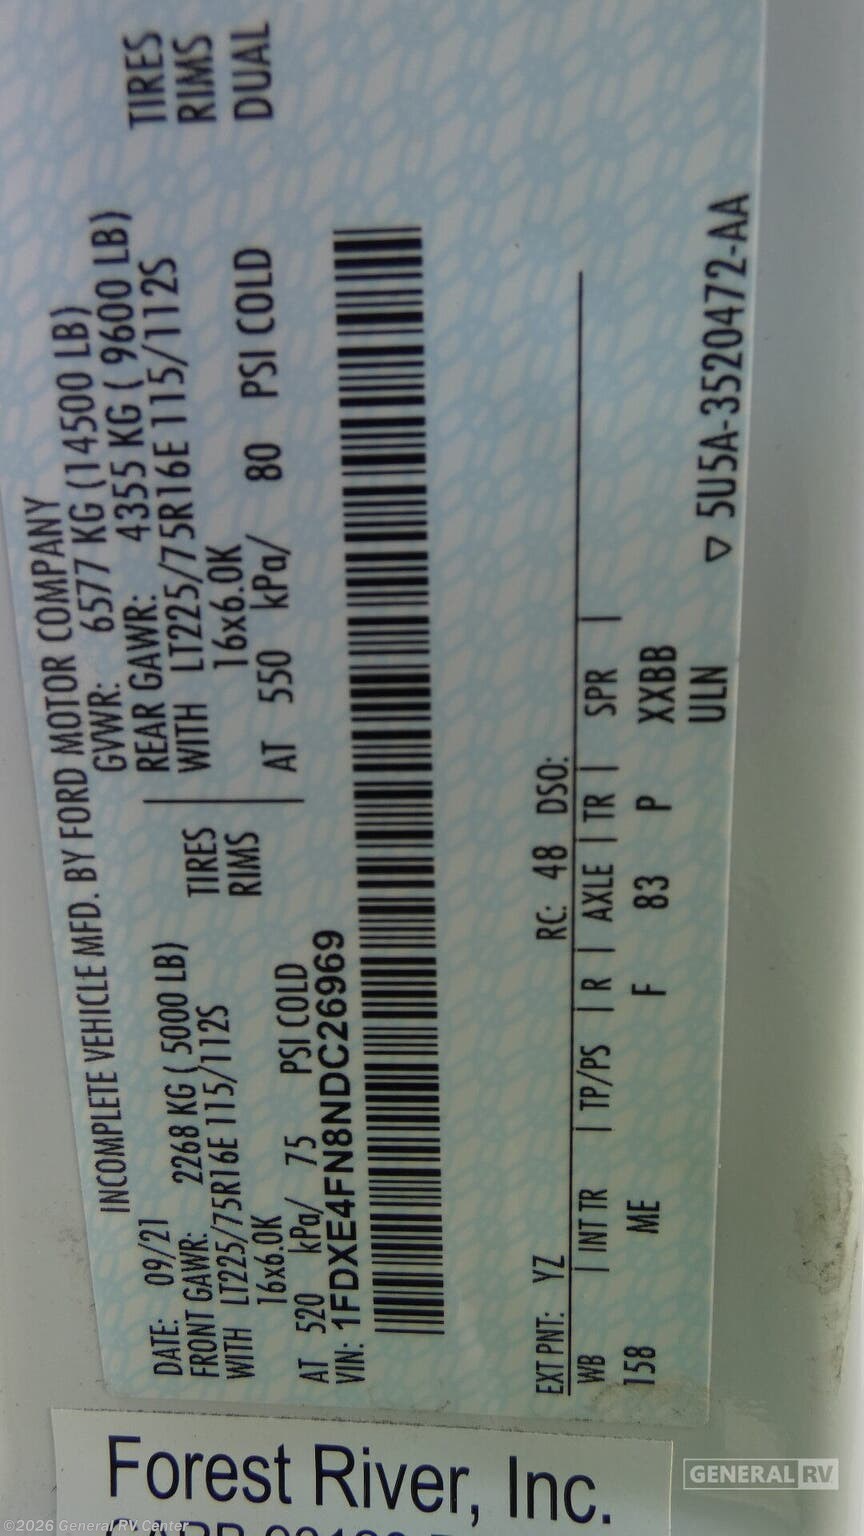 INCOMPLETE VEHICLE MFD. BY FORD MOTOR COMPANY
DATE: 09/21 GVWR: 6577 KG (14500 LB)
FRONT GAWR: 2268 KG ( 5000 LB) REAR GAWR: 4355 KG ( 9600 LB)
WITH LT225/75R16E 115/112S TIRES WITH LT225/75R16E 115/112S TIRES
16x6.0K RIMS 16x6.0K RIMS
AT 520 kPa/ 75 PSI COLD AT 550 kPa/ 80 PSI COLD DUAL
VIN: 1FDXE4FN8NDC26969
EXT PNT: YZ RC: 48 DSO:
WB | INT TR | TP/PS | R | AXLE | TR | SPR |
158 ME F 83 P XXBB
ULN
▽ 5U5A-3520472-AA
Forest River, Inc.
GENERAL RV
©2026 General RV Center